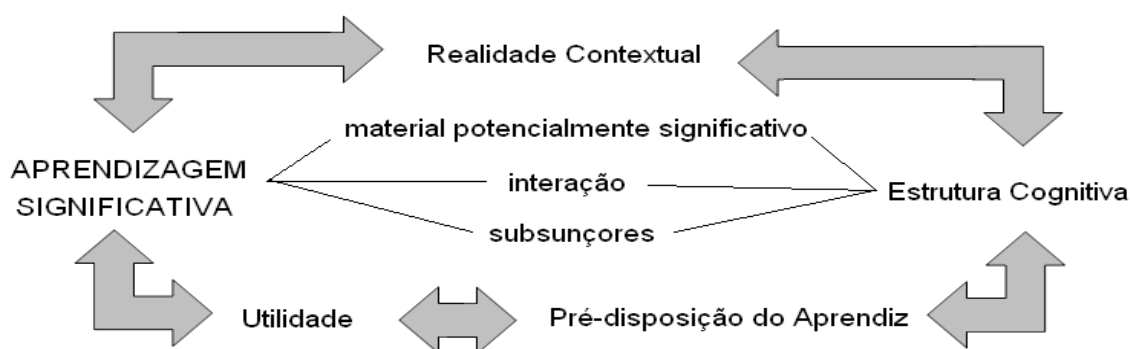 Realidade Contextual
material potencialmente significativo
APRENDIZAGEM
SIGNIFICATIVA
interação
Estrutura Cognitiva
subsunçores
Utilidade
Pré-disposição do Aprendiz